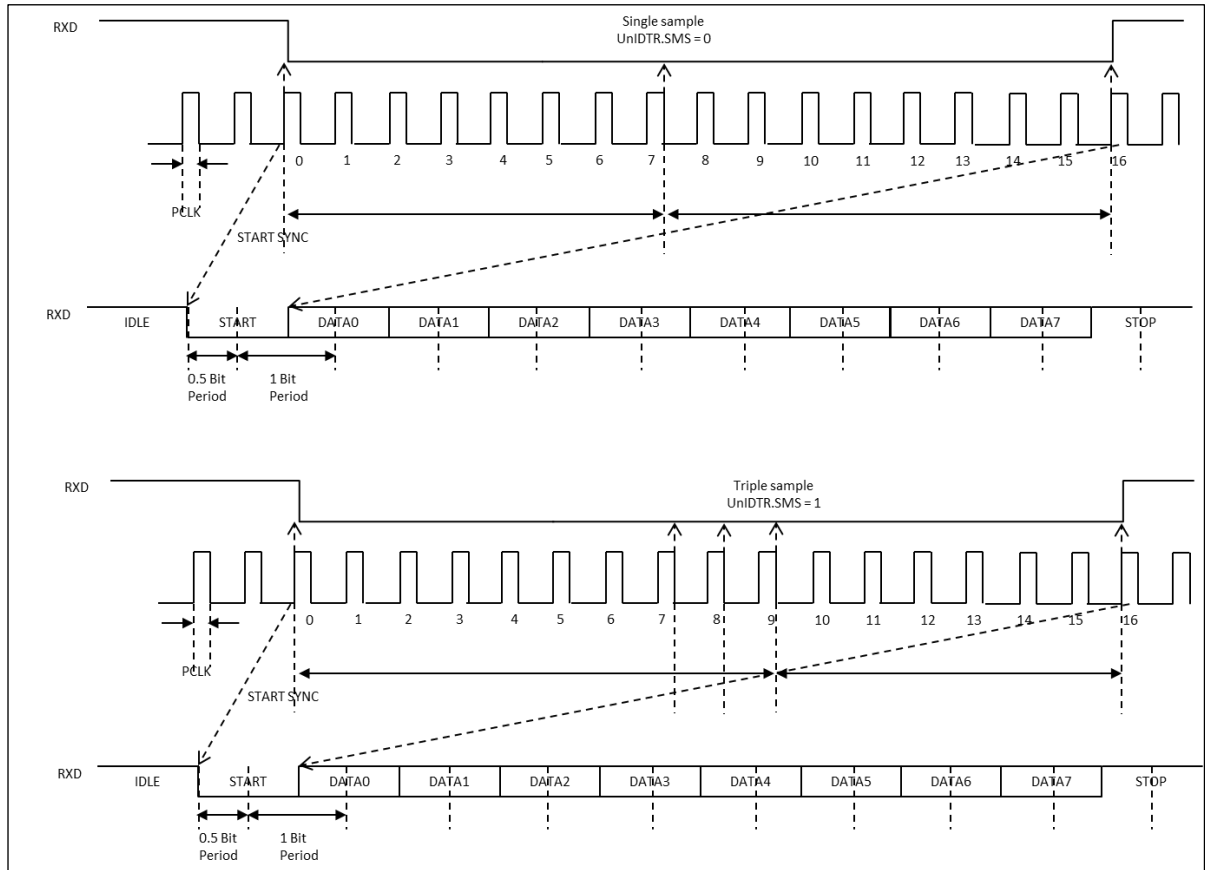 RXD
Single sample
UnIDTR.SMS = 0
0 1 2 3 4 5 6 7 8 9 10 11 12 13 14 15 16
PCLK
START SYNC
RXD
IDLE START DATA0 DATA1 DATA2 DATA3 DATA4 DATA5 DATA6 DATA7 STOP
0.5 Bit
Period
1 Bit
Period
RXD
Triple sample
UnIDTR.SMS = 1
0 1 2 3 4 5 6 7 8 9 10 11 12 13 14 15 16
PCLK
START SYNC
RXD
IDLE START DATA0 DATA1 DATA2 DATA3 DATA4 DATA5 DATA6 DATA7 STOP
0.5 Bit
Period
1 Bit
Period